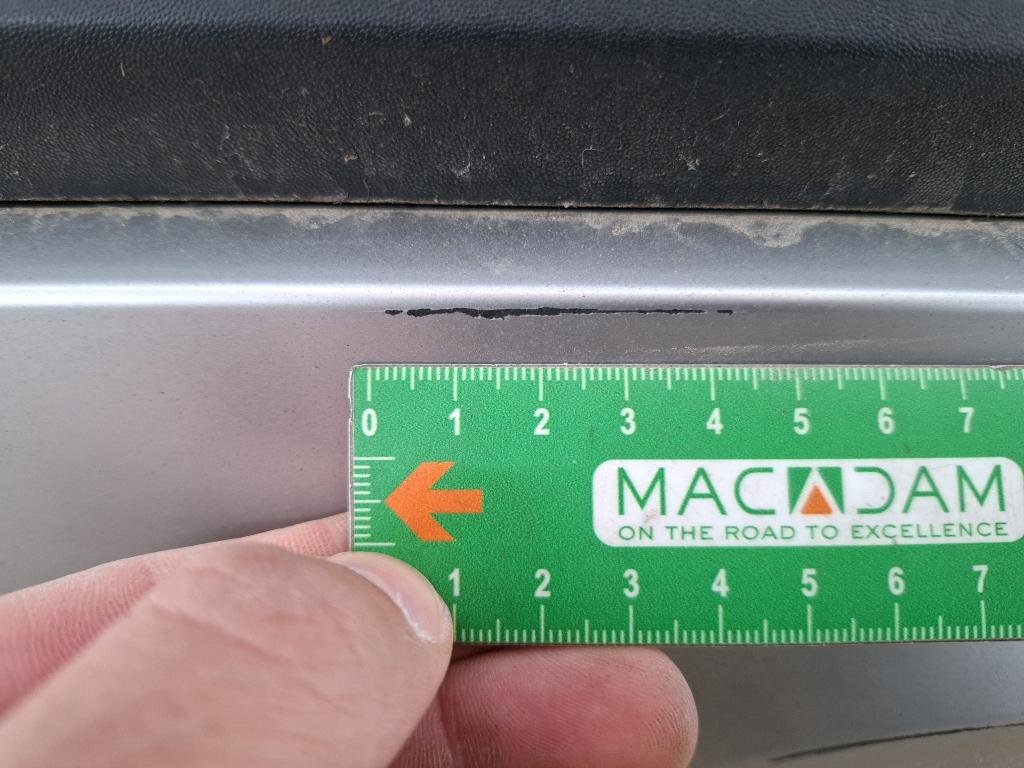 0 1 2 3 4 5 6 7
MACADAM
ON THE ROAD TO EXCELLENCE
1 2 3 4 5 6 7